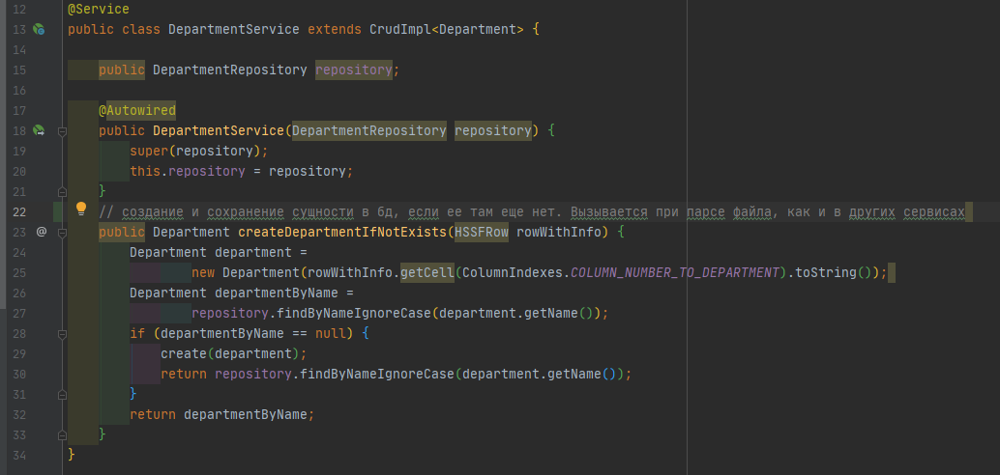 12 @Service
13 public class DepartmentService extends CrudImpl<Department> {
14
15 public DepartmentRepository repository;
16
17 @Autowired
18 public DepartmentService(DepartmentRepository repository) {
19 super(repository);
20 this.repository = repository;
21 }
22 // создание и сохранение сущности в бд, если ее там еще нет. Вызывается при парсе файла, как и в других сервисах
23 @ public Department createDepartmentIfNotExists(HSSFRow rowWithInfo) {
24 Department department =
25 new Department(rowWithInfo.getCell(ColumnIndexes.COLUMN_NUMBER_TO_DEPARTMENT).toString());
26 Department departmentByName =
27 repository.findByNameIgnoreCase(department.getName());
28 if (departmentByName == null) {
29 create(department);
30 return repository.findByNameIgnoreCase(department.getName());
31 }
32 return departmentByName;
33 }
34 }